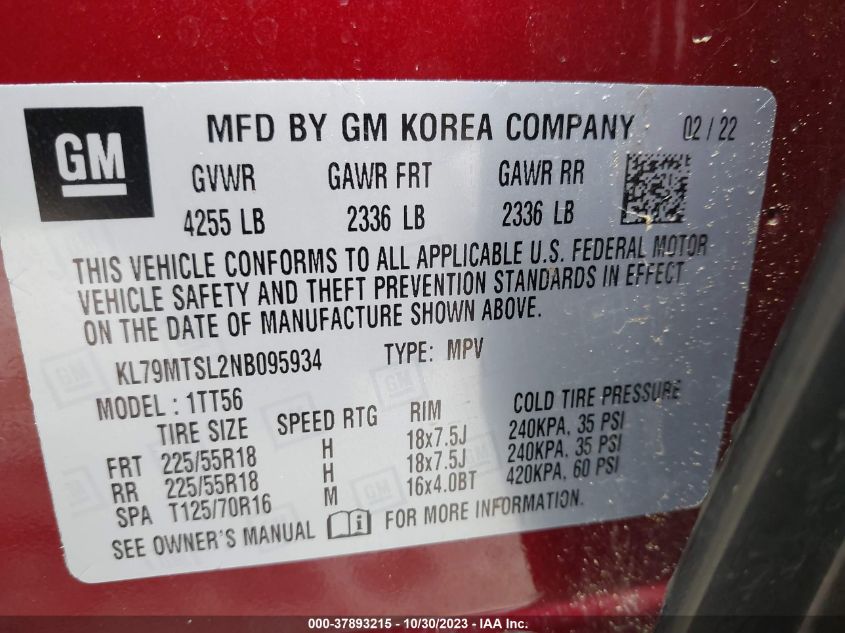 GM
MFD BY GM KOREA COMPANY 02/22
GVWR GAWR FRT GAWR RR
4255 LB 2336 LB 2336 LB
THIS VEHICLE CONFORMS TO ALL APPLICABLE U.S. FEDERAL MOTOR
VEHICLE SAFETY AND THEFT PREVENTION STANDARDS IN EFFECT
ON THE DATE OF MANUFACTURE SHOWN ABOVE.
KL79MTSL2NB095934 TYPE: MPV
MODEL: 1TT56
TIRE SIZE SPEED RTG RIM COLD TIRE PRESSURE
FRT 225/55R18 H 18x7.5J 240KPA, 35 PSI
RR 225/55R18 H 18x7.5J 240KPA, 35 PSI
SPA T125/70R16 M 16x4.0BT 420KPA, 60 PSI
SEE OWNER'S MANUAL FOR MORE INFORMATION.
000-37893215 - 10/30/2023 - IAA Inc.